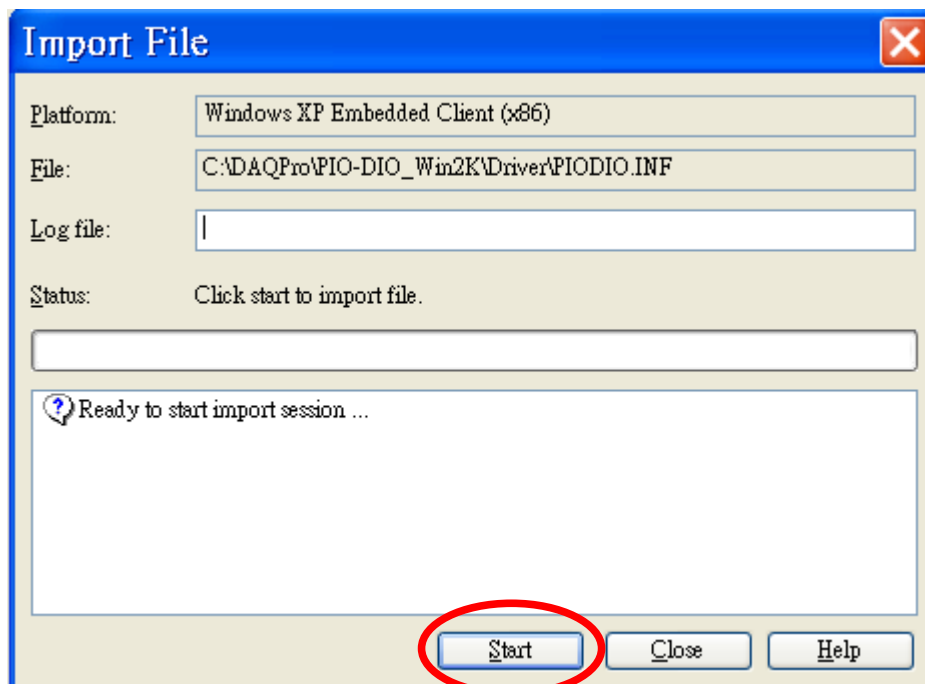 Import File
Platform: Windows XP Embedded Client (x86)
File: C:\DAQPro\PIO-DIO_Win2K\Driver\PIODIO.INF
Log file:
Status: Click start to import file.
Ready to start import session ...
Start Close Help